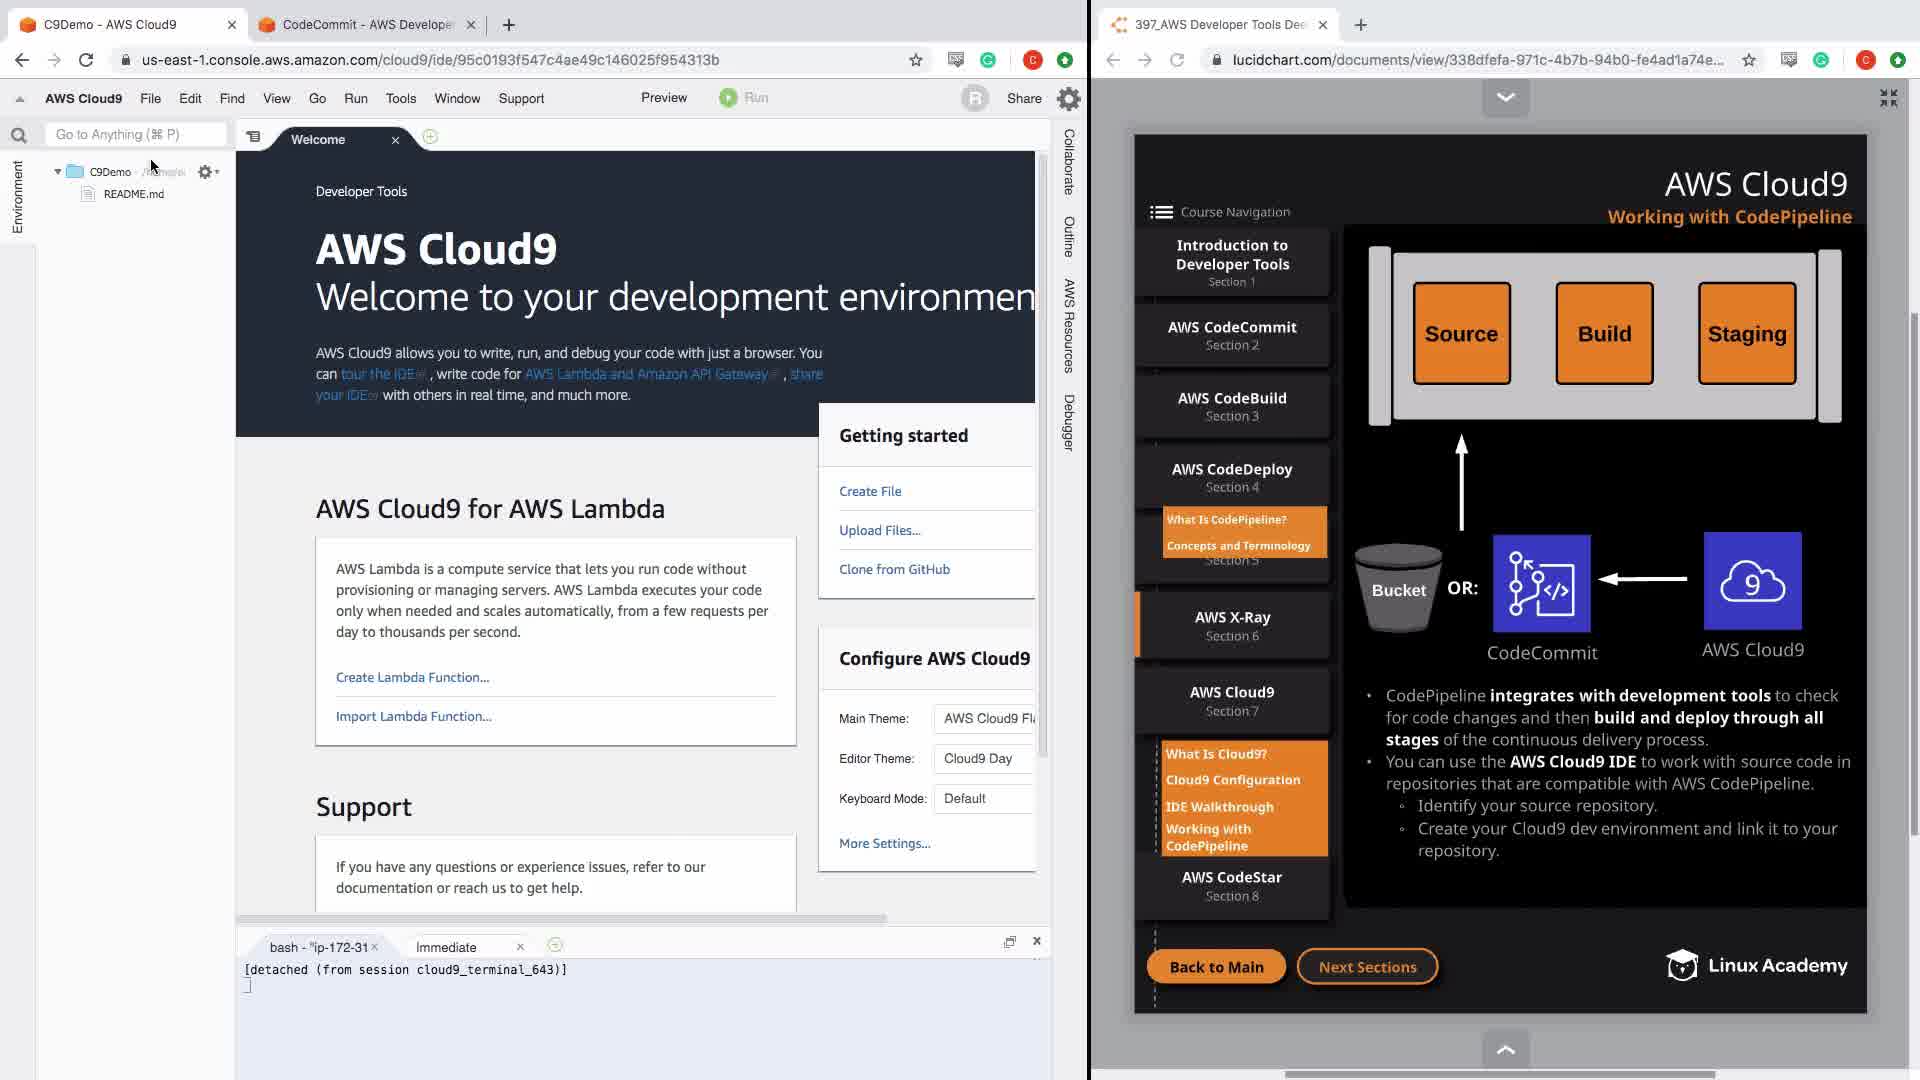 C9Demo - AWS Cloud9
CodeCommit - AWS Developer
us-east-1.console.aws.amazon.com/cloud9/ide/95c0193f547c4ae49c146025f954313b
C
AWS Cloud9 File Edit Find View Go Run Tools Window Support Preview Run R Share
Go to Anything (⌘ P)
Environment
C9Demo -
README.md
Welcome
Developer Tools
AWS Cloud9
Welcome to your development environmen
AWS Cloud9 allows you to write, run, and debug your code with just a browser. You
can tour the IDE , write code for AWS Lambda and Amazon API Gateway , share
your IDE with others in real time, and much more.
Getting started
Create File
Upload Files...
Clone from GitHub
AWS Cloud9 for AWS Lambda
AWS Lambda is a compute service that lets you run code without
provisioning or managing servers. AWS Lambda executes your code
only when needed and scales automatically, from a few requests per
day to thousands per second.
Create Lambda Function...
Import Lambda Function...
Configure AWS Cloud9
Main Theme: AWS Cloud9 Fl
Editor Theme: Cloud9 Day
Keyboard Mode: Default
More Settings...
Support
If you have any questions or experience issues, refer to our
documentation or reach us to get help.
Collaborate
Outline
AWS Resources
Debugger
bash - "ip-172-31
Immediate
[detached (from session cloud9_terminal_643)]
397_AWS Developer Tools Dee
lucidchart.com/documents/view/338dfefa-971c-4b7b-94b0-fe4ad1a74e...
C
AWS Cloud9
Working with CodePipeline
Course Navigation
Introduction to
Developer Tools
Section 1
AWS CodeCommit
Section 2
AWS CodeBuild
Section 3
AWS CodeDeploy
Section 4
What Is CodePipeline?
Concepts and Terminology
Section 5
AWS X-Ray
Section 6
AWS Cloud9
Section 7
What Is Cloud9?
Cloud9 Configuration
IDE Walkthrough
Working with
CodePipeline
AWS CodeStar
Section 8
Source
Build
Staging
Bucket
OR:
CodeCommit
9
AWS Cloud9
• CodePipeline integrates with development tools to check
for code changes and then build and deploy through all
stages of the continuous delivery process.
• You can use the AWS Cloud9 IDE to work with source code in
repositories that are compatible with AWS CodePipeline.
◦ Identify your source repository.
◦ Create your Cloud9 dev environment and link it to your
repository.
Back to Main
Next Sections
Linux Academy